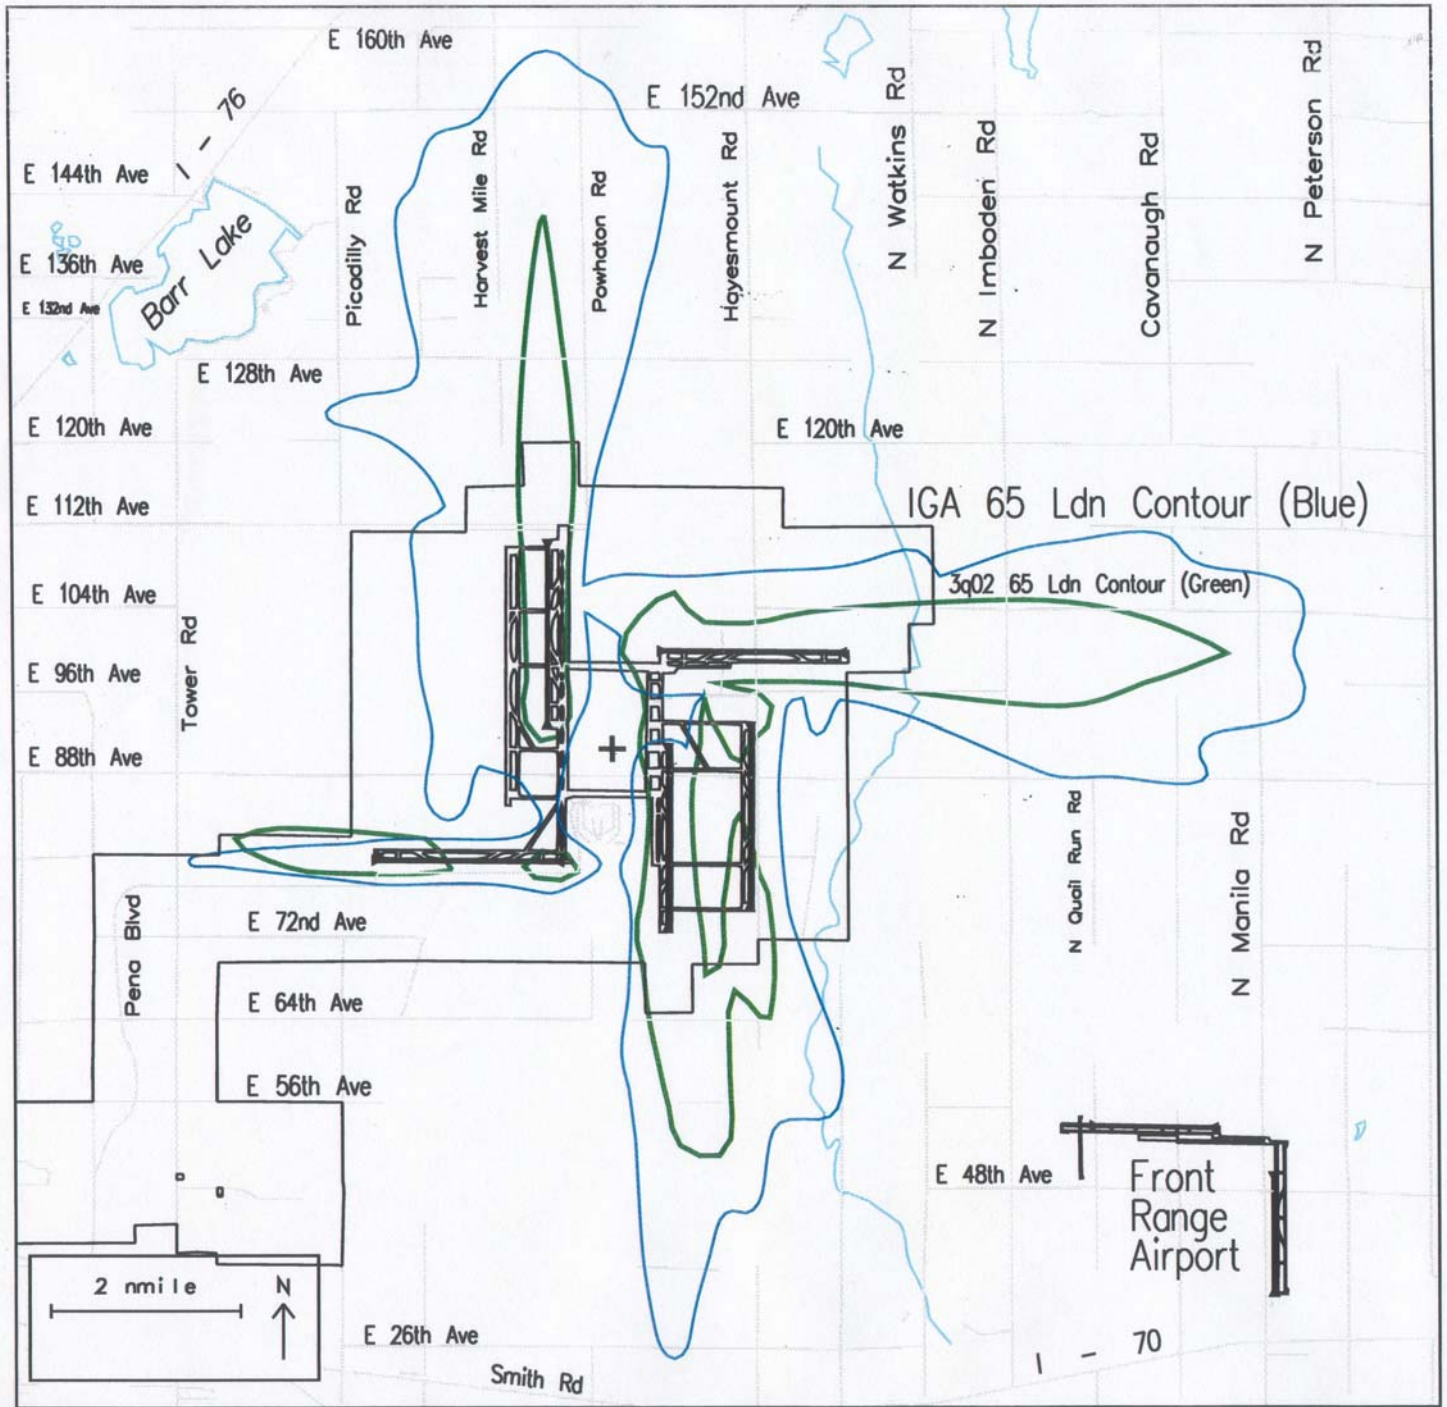 E 160th Ave
E 152nd Ave
I - 76
E 144th Ave
E 136th Ave
E 132nd Ave
Barr Lake
E 128th Ave
E 120th Ave
E 112th Ave
E 104th Ave
E 96th Ave
E 88th Ave
Picadilly Rd
Harvest Mile Rd
Powhaton Rd
Hayesmount Rd
N Watkins Rd
N Imboden Rd
Cavanaugh Rd
N Peterson Rd
E 120th Ave
IGA 65 Ldn Contour (Blue)
3q02 65 Ldn Contour (Green)
Tower Rd
Pena Blvd
E 72nd Ave
E 64th Ave
E 56th Ave
N Quail Run Rd
N Manila Rd
E 48th Ave
Front
Range
Airport
2 nmile
N
E 26th Ave
Smith Rd
I - 70